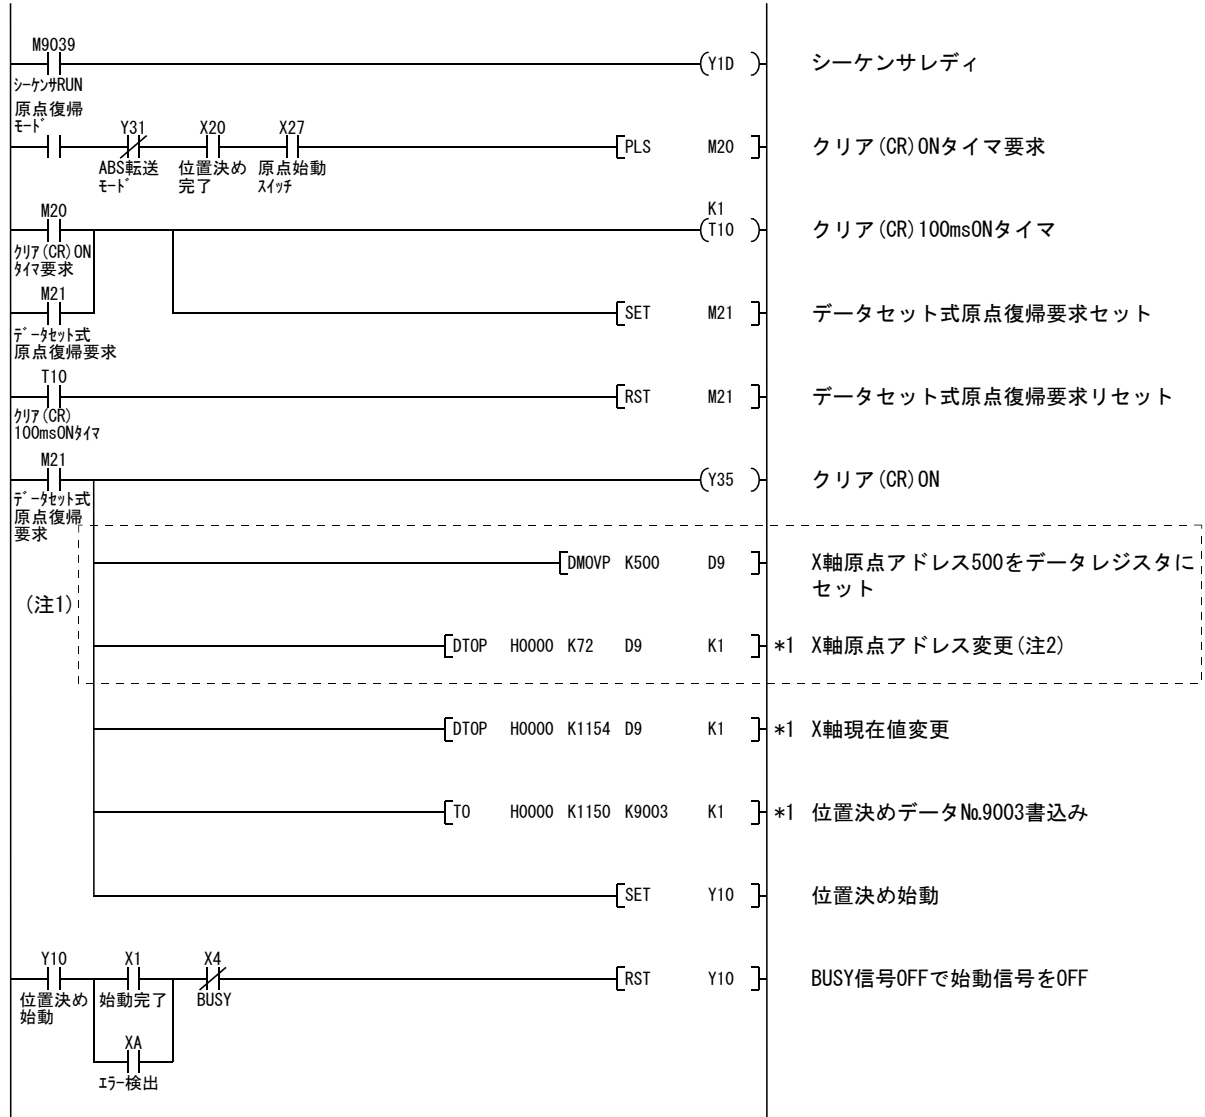 M9039
(Y1D )
シーケンサレディ
ｼｰｹﾝｻRUN
原点復帰
ﾓｰﾄﾞ
Y31
X20
X27
[PLS M20 ]
クリア(CR)ONタイマ要求
ABS転送
ﾓｰﾄﾞ
位置決め
完了
原点始動
ｽｲｯﾁ
M20
K1
(T10 )
クリア(CR)100msONタイマ
ｸﾘｱ(CR)ON
ﾀｲﾏ要求
M21
[SET M21 ]
データセット式原点復帰要求セット
ﾃﾞｰﾀｾｯﾄ式
原点復帰要求
T10
[RST M21 ]
データセット式原点復帰要求リセット
ｸﾘｱ(CR)
100msONﾀｲﾏ
M21
(Y35 )
クリア(CR)ON
ﾃﾞｰﾀｾｯﾄ式
原点復帰
要求
[DMOVP K500 D9 ]
X軸原点アドレス500をデータレジスタに
セット
(注1)
[DTOP H0000 K72 D9 K1 ]
*1 X軸原点アドレス変更(注2)
[DTOP H0000 K1154 D9 K1 ]
*1 X軸現在値変更
[TO H0000 K1150 K9003 K1 ]
*1 位置決めデータ№9003書込み
[SET Y10 ]
位置決め始動
Y10
X1
X4
[RST Y10 ]
BUSY信号OFFで始動信号をOFF
位置決め
始動
始動完了
BUSY
XA
ｴﾗｰ検出